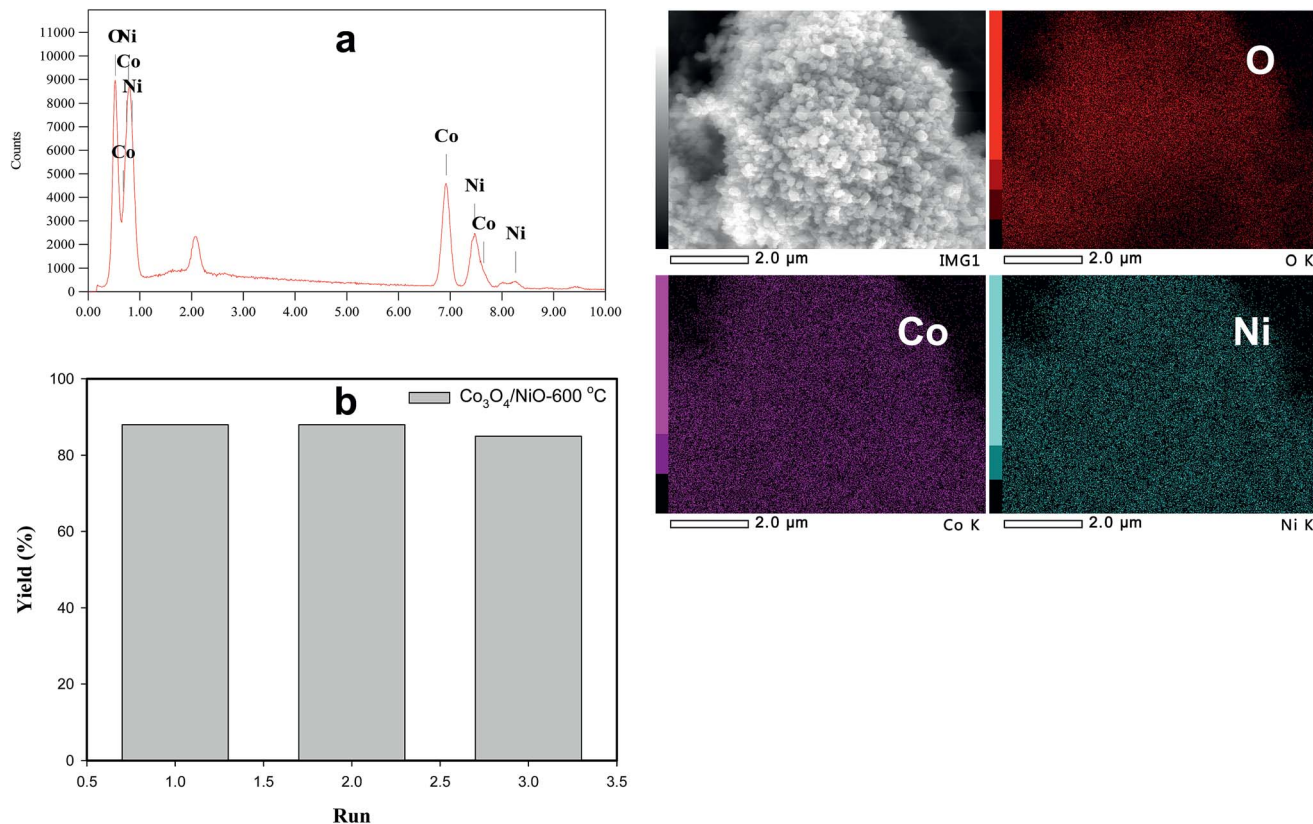 a
11000
10000
9000
8000
7000
6000
5000
4000
3000
2000
1000
0
Counts
O Ni
Co
Ni
Co
Co
Ni
Co
Ni
0.00 1.00 2.00 3.00 4.00 5.00 6.00 7.00 8.00 9.00 10.00
2.0 µm IMG1
O
2.0 µm O K
Co
2.0 µm Co K
Ni
2.0 µm Ni K
b
Co3O4/NiO-600 °C
100
80
60
40
20
0
Yield (%)
0.5 1.0 1.5 2.0 2.5 3.0 3.5
Run